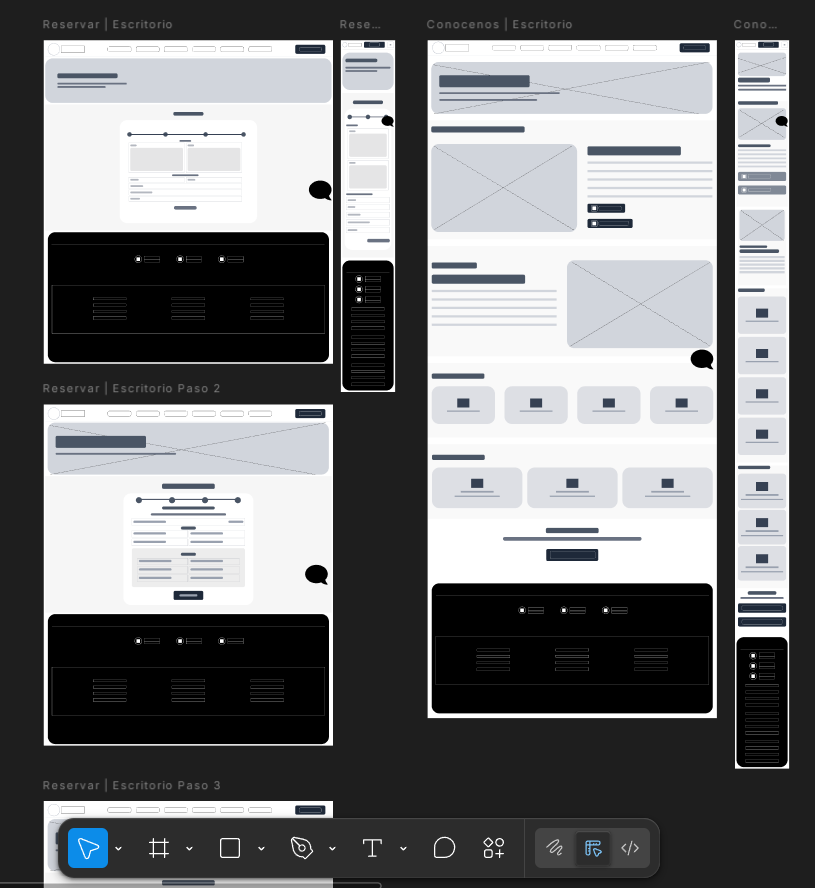 Reservar | Escritorio
Rese...
Conocenos | Escritorio
Cono...
Reservar | Escritorio Paso 2
Reservar | Escritorio Paso 3
T